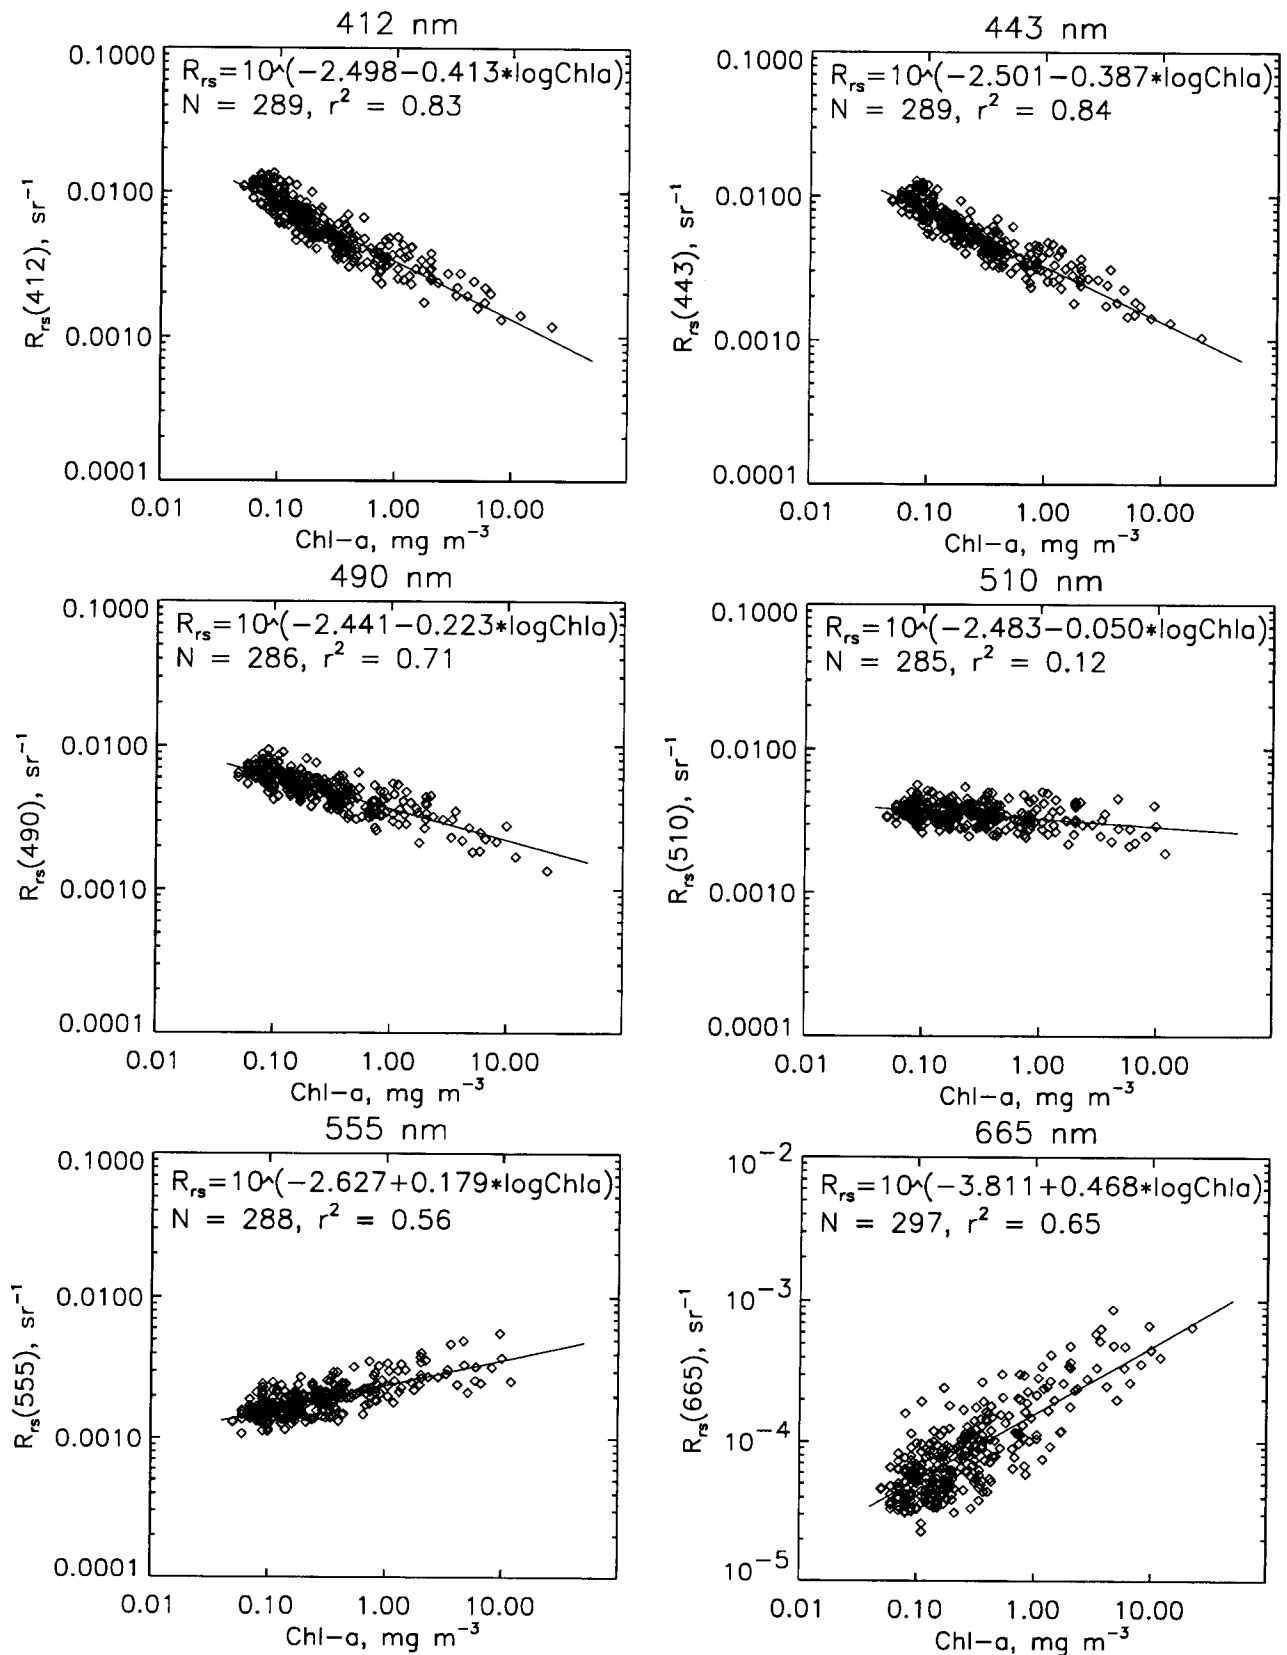 412 nm
R_rs=10^(−2.498−0.413*logChla)
N = 289, r² = 0.83
0.1000
0.0100
0.0010
0.0001
R_rs(412), sr⁻¹
0.01 0.10 1.00 10.00
Chl−a, mg m⁻³
443 nm
R_rs=10^(−2.501−0.387*logChla)
N = 289, r² = 0.84
0.1000
0.0100
0.0010
0.0001
R_rs(443), sr⁻¹
0.01 0.10 1.00 10.00
Chl−a, mg m⁻³
490 nm
R_rs=10^(−2.441−0.223*logChla)
N = 286, r² = 0.71
0.1000
0.0100
0.0010
0.0001
R_rs(490), sr⁻¹
0.01 0.10 1.00 10.00
Chl−a, mg m⁻³
510 nm
R_rs=10^(−2.483−0.050*logChla)
N = 285, r² = 0.12
0.1000
0.0100
0.0010
0.0001
R_rs(510), sr⁻¹
0.01 0.10 1.00 10.00
Chl−a, mg m⁻³
555 nm
R_rs=10^(−2.627+0.179*logChla)
N = 288, r² = 0.56
0.1000
0.0100
0.0010
0.0001
R_rs(555), sr⁻¹
0.01 0.10 1.00 10.00
Chl−a, mg m⁻³
665 nm
R_rs=10^(−3.811+0.468*logChla)
N = 297, r² = 0.65
10⁻²
10⁻³
10⁻⁴
10⁻⁵
R_rs(665), sr⁻¹
0.01 0.10 1.00 10.00
Chl−a, mg m⁻³